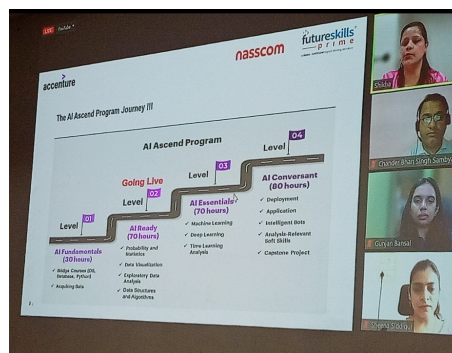 LIVE YouTube
nasscom
futureskills
prime
accenture
The AI Ascend Program Journey !!!
AI Ascend Program
Level 04
Level 03
Going Live
Level 02
Level 01
AI Conversant
(80 hours)
✓ Deployment
✓ Application
✓ Intelligent Bots
✓ Analysis-Relevant
Soft Skills
✓ Capstone Project
AI Essentials
(70 hours)
✓ Machine Learning
✓ Deep Learning
✓ Time Learning
Analysis
AI Ready
(70 hours)
✓ Probability and
Statistics
✓ Data Visualization
✓ Exploratory Data
Analysis
✓ Data Structures
and Algorithms
AI Fundamentals
(30 hours)
✓ Bridge Courses (OS,
Database, Python)
✓ Acquiring Data
Shikha
Chander Bhan Singh
Gunjan Bansal